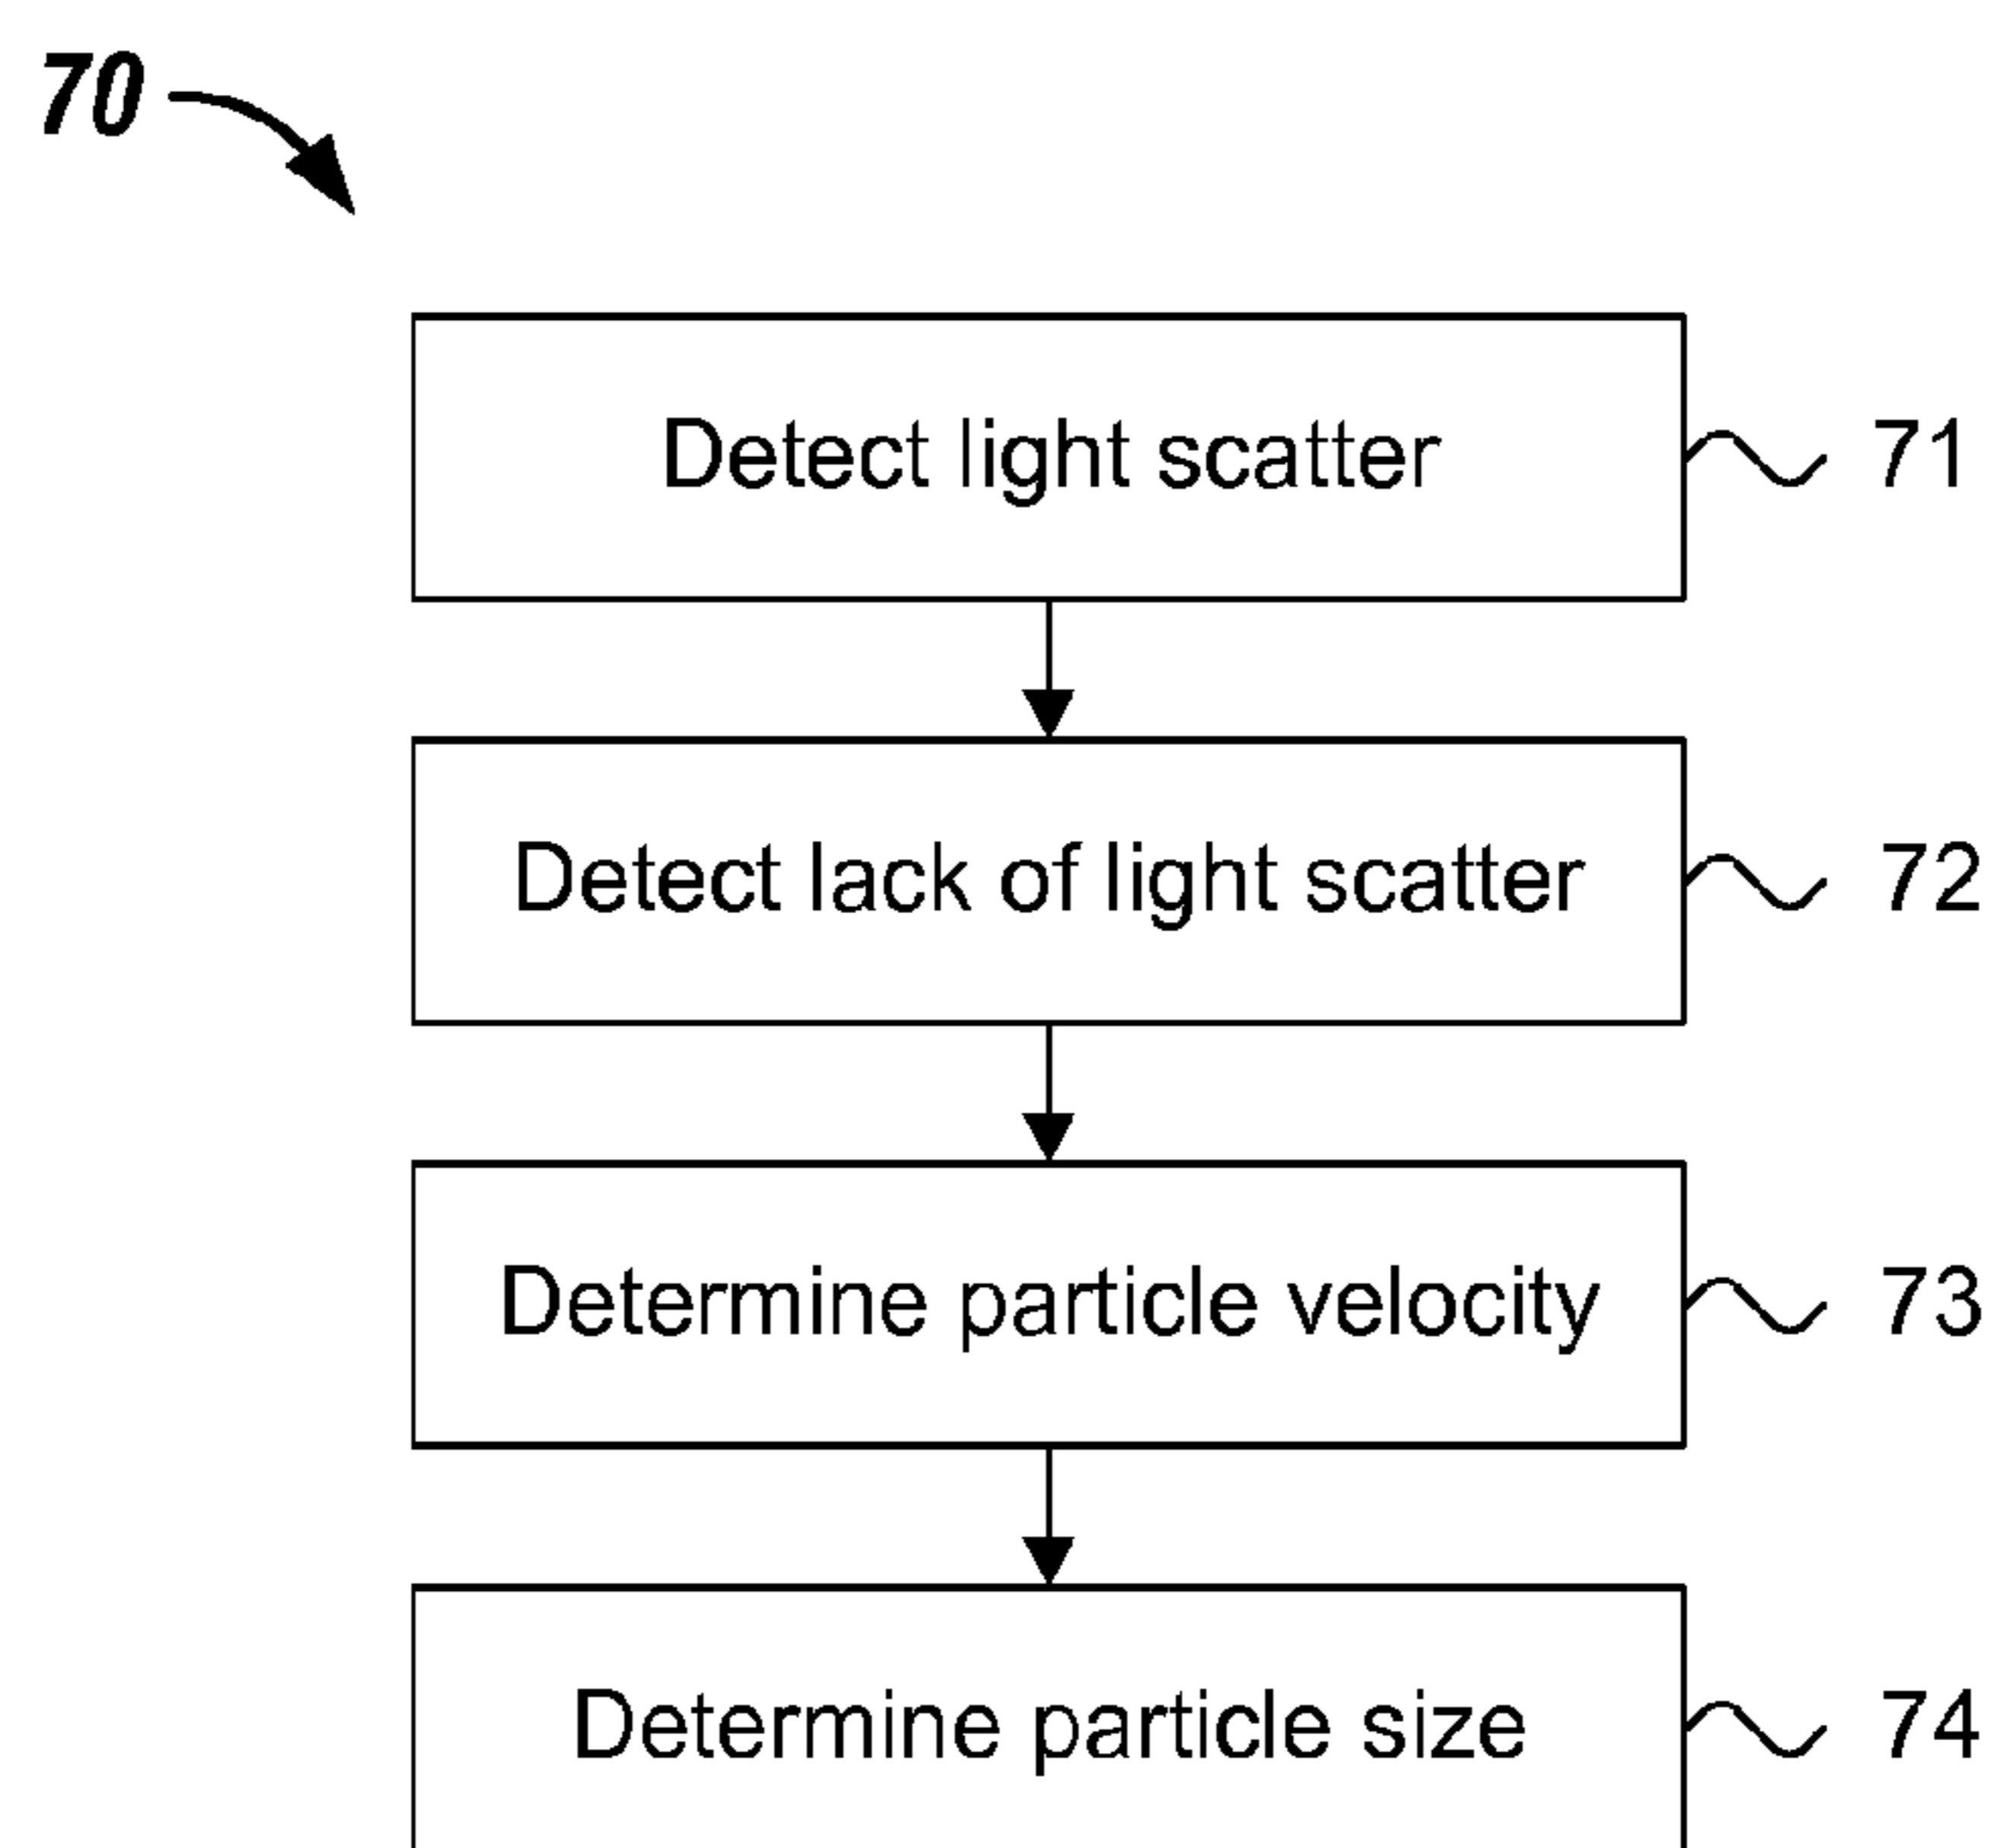 70
Detect light scatter 71
Detect lack of light scatter 72
Determine particle velocity 73
Determine particle size 74